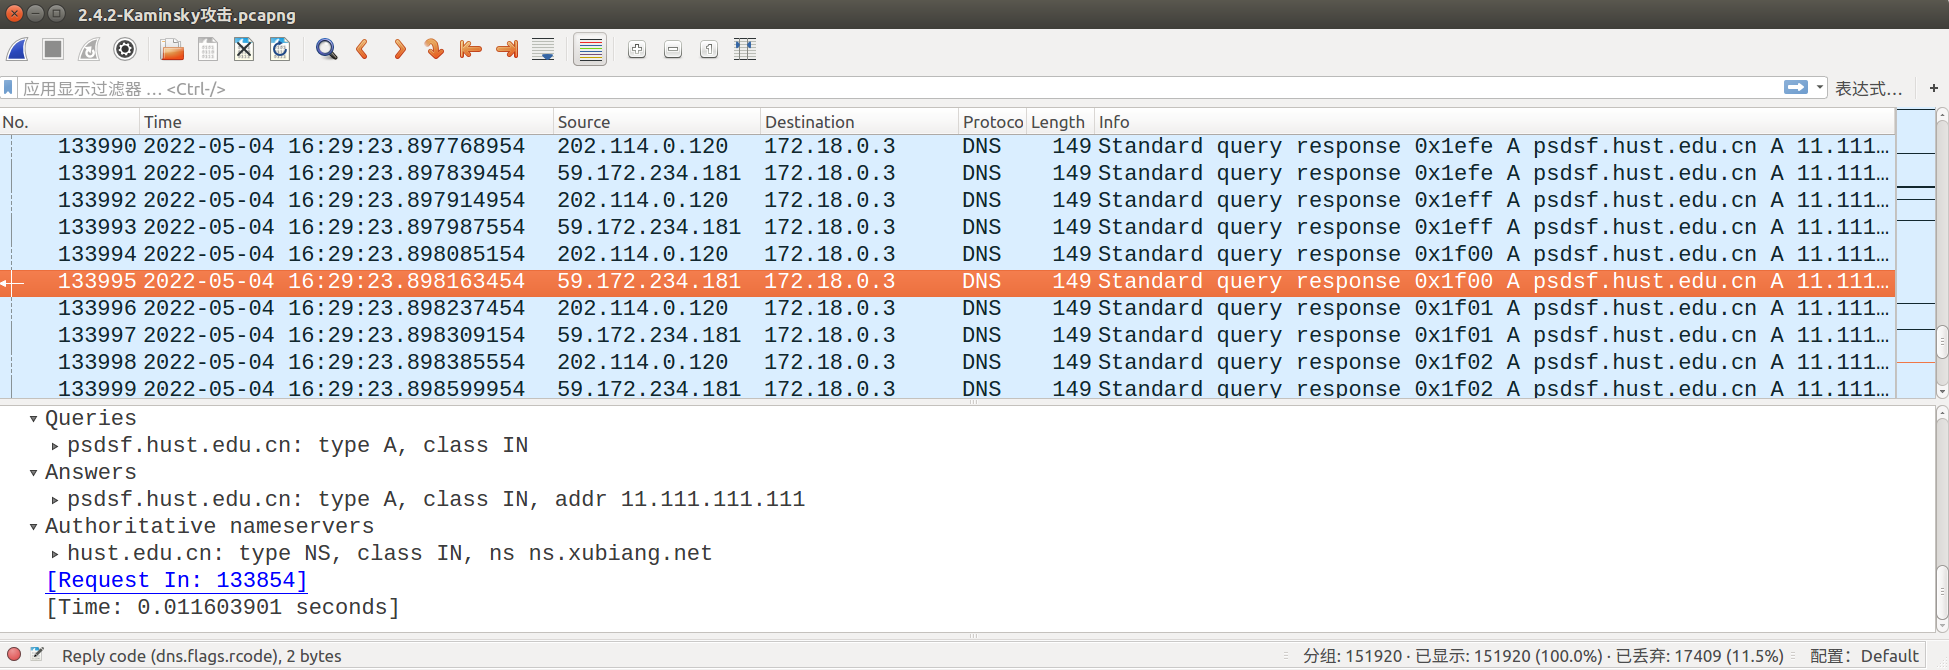 2.4.2-Kaminsky攻击.pcapng
应用显示过滤器 … <Ctrl-/>
表达式… +
No. Time Source Destination Protoco Length Info
133990 2022-05-04 16:29:23.897768954 202.114.0.120 172.18.0.3 DNS 149 Standard query response 0x1efe A psdsf.hust.edu.cn A 11.111…
133991 2022-05-04 16:29:23.897839454 59.172.234.181 172.18.0.3 DNS 149 Standard query response 0x1efe A psdsf.hust.edu.cn A 11.111…
133992 2022-05-04 16:29:23.897914954 202.114.0.120 172.18.0.3 DNS 149 Standard query response 0x1eff A psdsf.hust.edu.cn A 11.111…
133993 2022-05-04 16:29:23.897987554 59.172.234.181 172.18.0.3 DNS 149 Standard query response 0x1eff A psdsf.hust.edu.cn A 11.111…
133994 2022-05-04 16:29:23.898085154 202.114.0.120 172.18.0.3 DNS 149 Standard query response 0x1f00 A psdsf.hust.edu.cn A 11.111…
133995 2022-05-04 16:29:23.898163454 59.172.234.181 172.18.0.3 DNS 149 Standard query response 0x1f00 A psdsf.hust.edu.cn A 11.111…
133996 2022-05-04 16:29:23.898237454 202.114.0.120 172.18.0.3 DNS 149 Standard query response 0x1f01 A psdsf.hust.edu.cn A 11.111…
133997 2022-05-04 16:29:23.898309154 59.172.234.181 172.18.0.3 DNS 149 Standard query response 0x1f01 A psdsf.hust.edu.cn A 11.111…
133998 2022-05-04 16:29:23.898385554 202.114.0.120 172.18.0.3 DNS 149 Standard query response 0x1f02 A psdsf.hust.edu.cn A 11.111…
133999 2022-05-04 16:29:23.898599954 59.172.234.181 172.18.0.3 DNS 149 Standard query response 0x1f02 A psdsf.hust.edu.cn A 11.111…
Queries
psdsf.hust.edu.cn: type A, class IN
Answers
psdsf.hust.edu.cn: type A, class IN, addr 11.111.111.111
Authoritative nameservers
hust.edu.cn: type NS, class IN, ns ns.xubiang.net
[Request In: 133854]
[Time: 0.011603901 seconds]
Reply code (dns.flags.rcode), 2 bytes
分组: 151920 · 已显示: 151920 (100.0%) · 已丢弃: 17409 (11.5%)
配置： Default